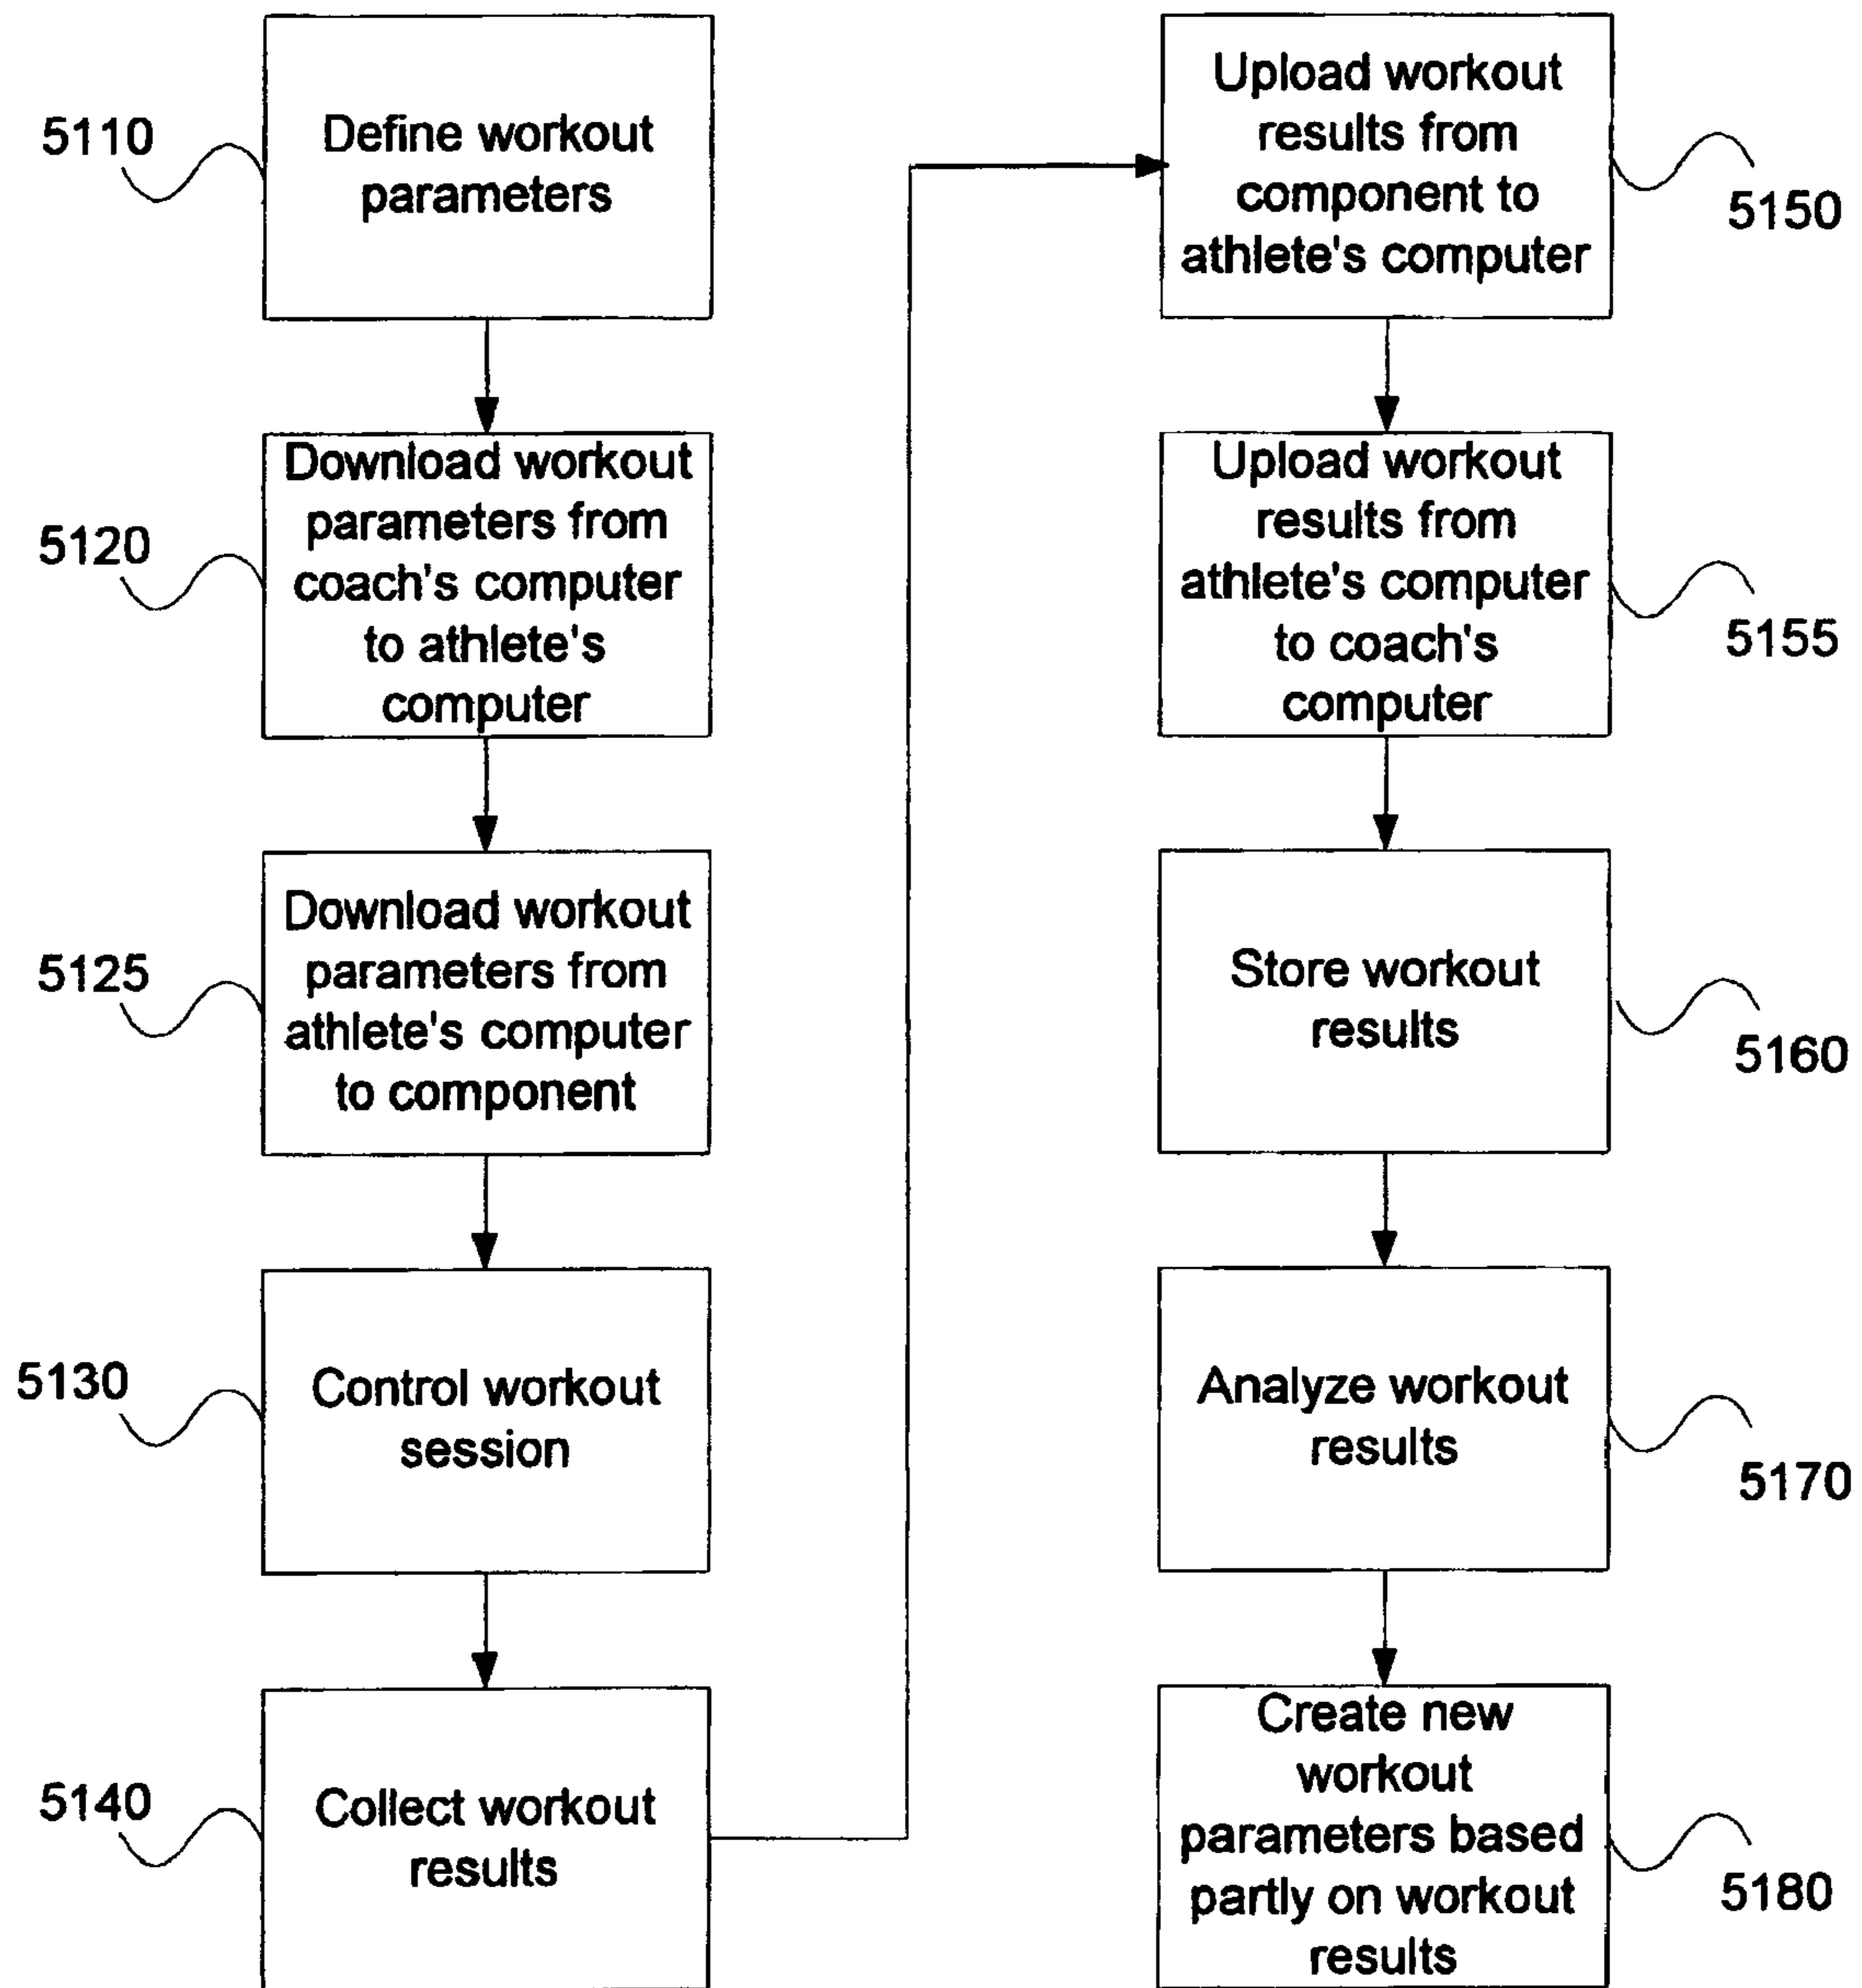 5110
Define workout
parameters
5120
Download workout
parameters from
coach's computer
to athlete's
computer
5125
Download workout
parameters from
athlete's computer
to component
5130
Control workout
session
5140
Collect workout
results
Upload workout
results from
component to
athlete's computer
5150
Upload workout
results from
athlete's computer
to coach's
computer
5155
Store workout
results
5160
Analyze workout
results
5170
Create new
workout
parameters based
partly on workout
results
5180